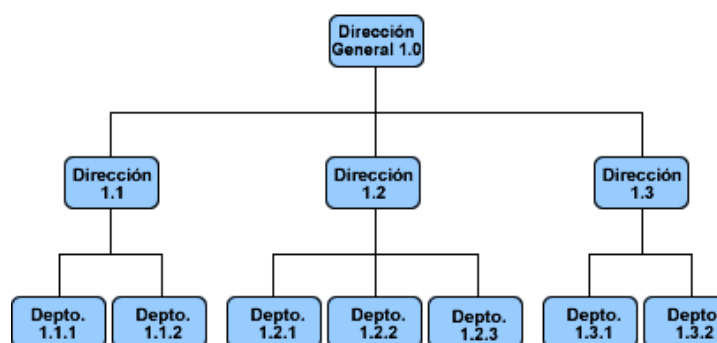 Dirección
General 1.0
Dirección
1.1
Dirección
1.2
Dirección
1.3
Depto.
1.1.1
Depto.
1.1.2
Depto.
1.2.1
Depto.
1.2.2
Depto.
1.2.3
Depto.
1.3.1
Depto
1.3.2